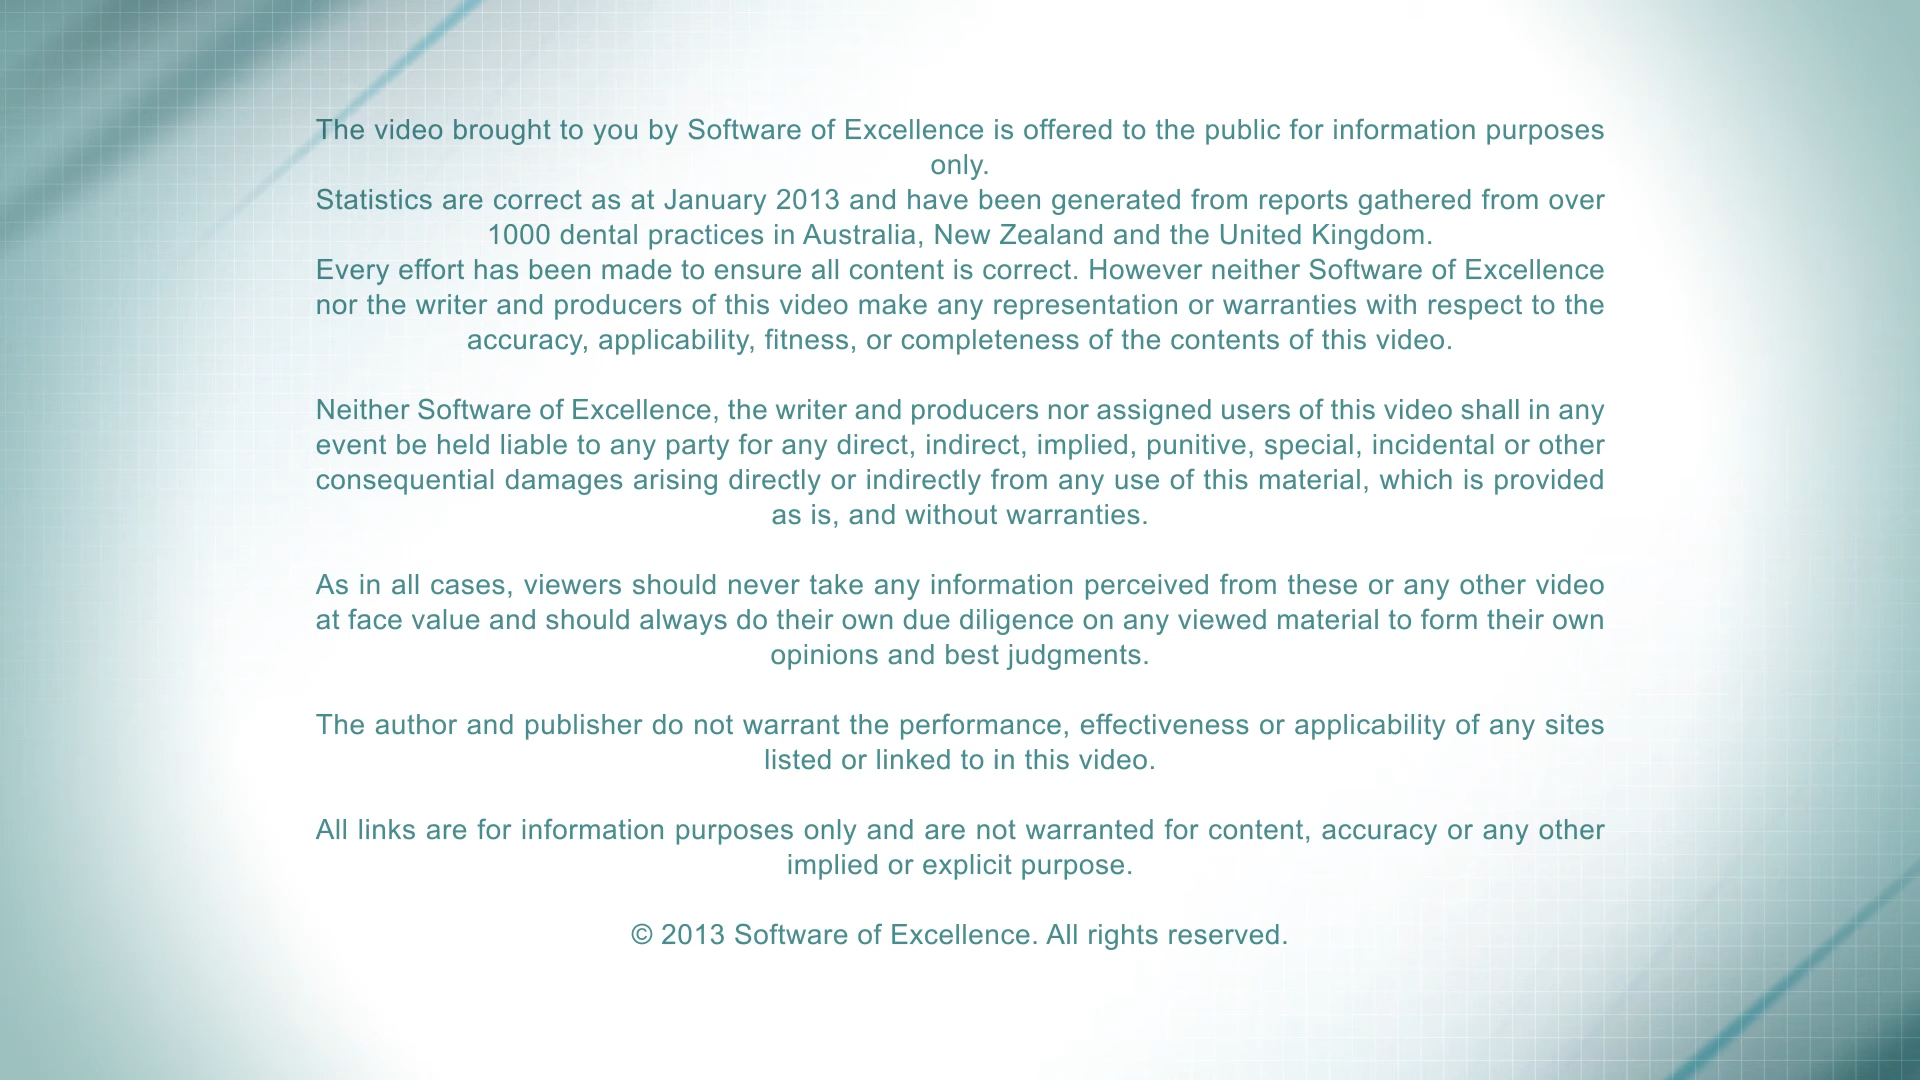 The video brought to you by Software of Excellence is offered to the public for information purposes
only.
Statistics are correct as at January 2013 and have been generated from reports gathered from over
1000 dental practices in Australia, New Zealand and the United Kingdom.
Every effort has been made to ensure all content is correct. However neither Software of Excellence
nor the writer and producers of this video make any representation or warranties with respect to the
accuracy, applicability, fitness, or completeness of the contents of this video.
Neither Software of Excellence, the writer and producers nor assigned users of this video shall in any
event be held liable to any party for any direct, indirect, implied, punitive, special, incidental or other
consequential damages arising directly or indirectly from any use of this material, which is provided
as is, and without warranties.
As in all cases, viewers should never take any information perceived from these or any other video
at face value and should always do their own due diligence on any viewed material to form their own
opinions and best judgments.
The author and publisher do not warrant the performance, effectiveness or applicability of any sites
listed or linked to in this video.
All links are for information purposes only and are not warranted for content, accuracy or any other
implied or explicit purpose.
© 2013 Software of Excellence. All rights reserved.